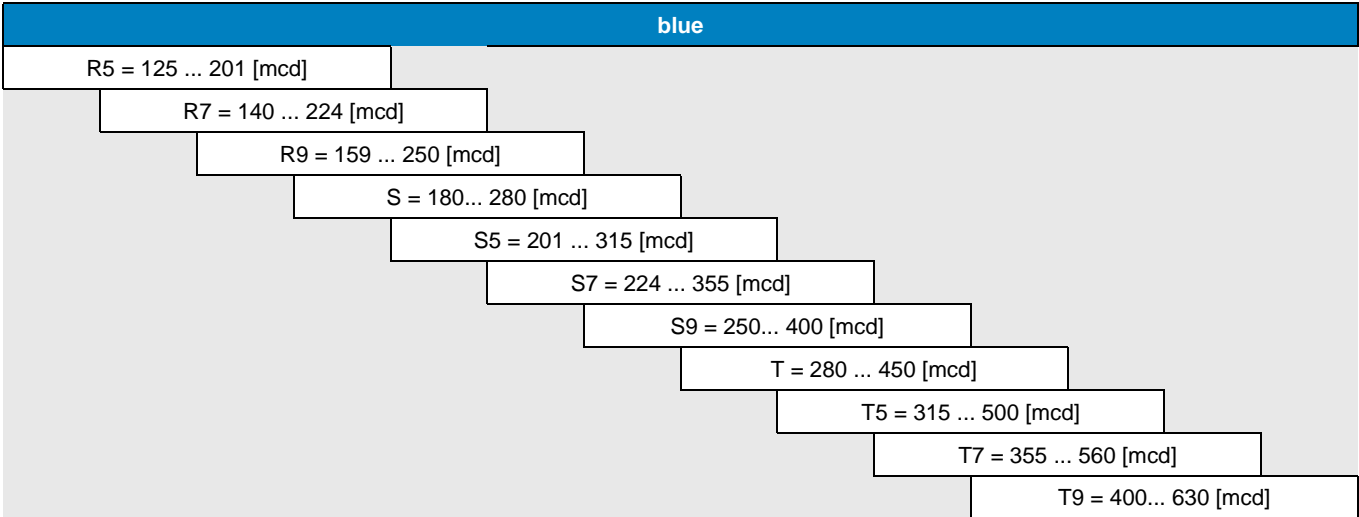 blue
R5 = 125 ... 201 [mcd]
R7 = 140 ... 224 [mcd]
R9 = 159 ... 250 [mcd]
S = 180... 280 [mcd]
S5 = 201 ... 315 [mcd]
S7 = 224 ... 355 [mcd]
S9 = 250... 400 [mcd]
T = 280 ... 450 [mcd]
T5 = 315 ... 500 [mcd]
T7 = 355 ... 560 [mcd]
T9 = 400... 630 [mcd]